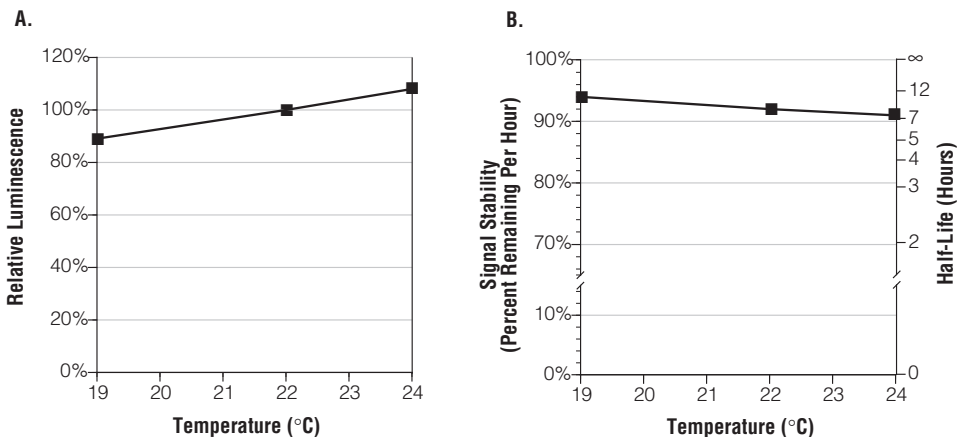 A.
120%
100%
80%
60%
40%
20%
0%
Relative Luminescence
19 20 21 22 23 24
Temperature (°C)
B.
100%
90%
80%
70%
10%
0%
Signal Stability
(Percent Remaining Per Hour)
∞
12
7
5
4
3
2
0
Half-Life (Hours)
19 20 21 22 23 24
Temperature (°C)